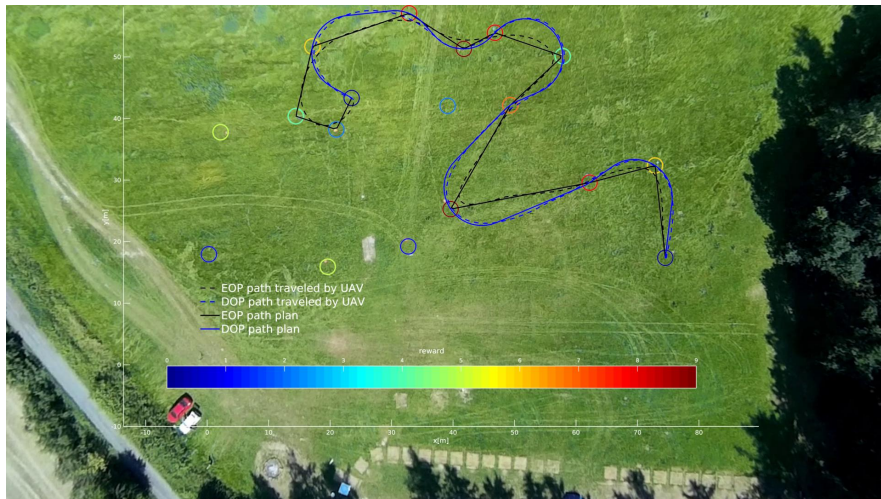 50
40
30
y[m]
20
EOP path traveled by UAV
DOP path traveled by UAV
10
EOP path plan
DOP path plan
reward
0 1 2 3 4 5 6 7 8 9
0
-10
-10 0 10 20 30 40 50 60 70 80
x[m]